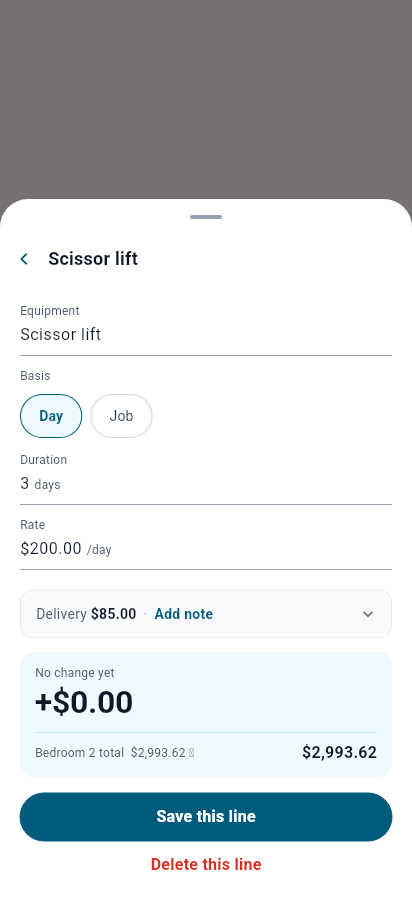 Scissor lift
Equipment
Scissor lift
Basis
Day Job
Duration
3 days
Rate
$200.00 /day
Delivery $85.00 · Add note
No change yet
+$0.00
Bedroom 2 total $2,993.62 $2,993.62
Save this line
Delete this line